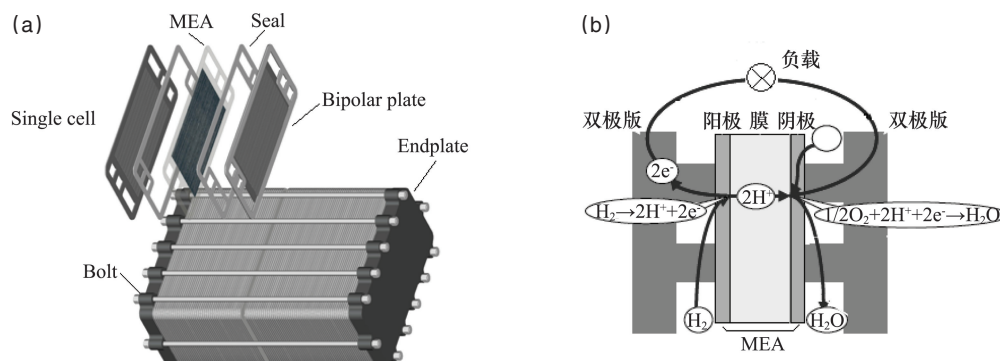 (a)
MEA
Seal
Single cell
Bipolar plate
Endplate
Bolt
(b)
负载
双极版
阳极 膜 阴极
双极版
2e-
2H+
H₂→2H⁺+2e-
1/2O₂+2H⁺+2e-→H₂O
H₂
H₂O
MEA